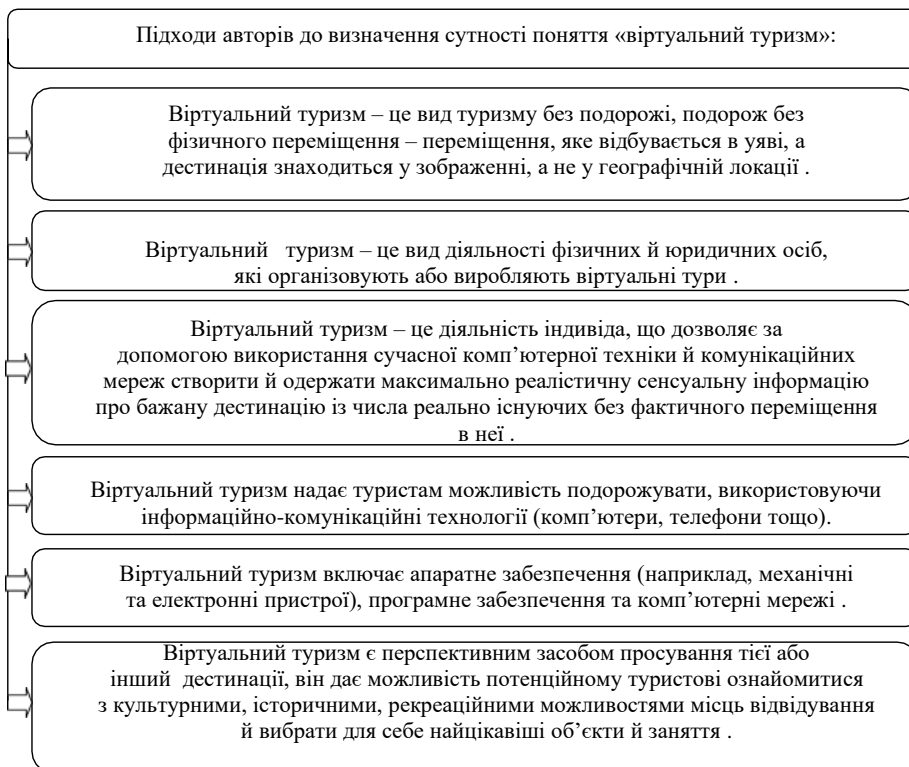 Підходи авторів до визначення сутності поняття «віртуальний туризм»:
Віртуальний туризм – це вид туризму без подорожі, подорож без
фізичного переміщення – переміщення, яке відбувається в уяві, а
дестинація знаходиться у зображенні, а не у географічній локації .
Віртуальний туризм – це вид діяльності фізичних й юридичних осіб,
які організовують або виробляють віртуальні тури .
Віртуальний туризм – це діяльність індивіда, що дозволяє за
допомогою використання сучасної комп’ютерної техніки й комунікаційних
мереж створити й одержати максимально реалістичну сенсуальну інформацію
про бажану дестинацію із числа реально існуючих без фактичного переміщення
в неї .
Віртуальний туризм надає туристам можливість подорожувати, використовуючи
інформаційно-комунікаційні технології (комп’ютери, телефони тощо).
Віртуальний туризм включає апаратне забезпечення (наприклад, механічні
та електронні пристрої), програмне забезпечення та комп’ютерні мережі .
Віртуальний туризм є перспективним засобом просування тієї або
інший дестинації, він дає можливість потенційному туристові ознайомитися
з культурними, історичними, рекреаційними можливостями місць відвідування
й вибрати для себе найцікавіші об’єкти й заняття .